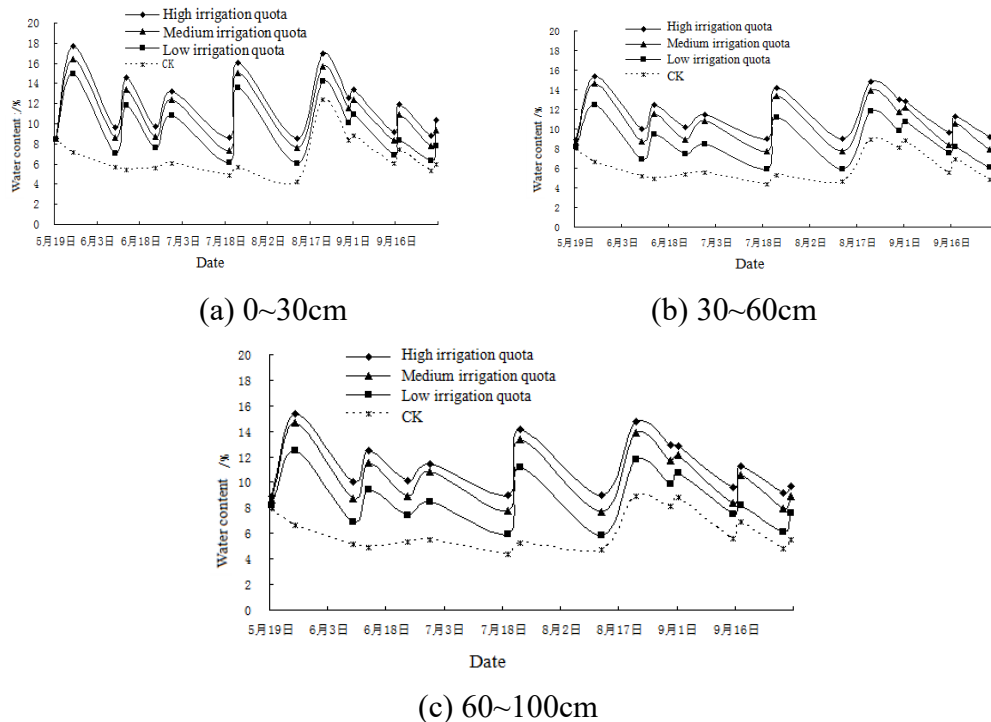 High irrigation quota
Medium irrigation quota
Low irrigation quota
CK
Water content /%
20
18
16
14
12
10
8
6
4
2
0
5月19日 6月3日 6月18日 7月3日 7月18日 8月2日 8月17日 9月1日 9月16日
Date
(a) 0~30cm
High irrigation quota
Medium irrigation quota
Low irrigation quota
CK
Water content /%
20
18
16
14
12
10
8
6
4
2
0
5月19日 6月3日 6月18日 7月3日 7月18日 8月2日 8月17日 9月1日 9月16日
Date
(b) 30~60cm
High irrigation quota
Medium irrigation quota
Low irrigation quota
CK
Water content /%
20
18
16
14
12
10
8
6
4
2
0
5月19日 6月3日 6月18日 7月3日 7月18日 8月2日 8月17日 9月1日 9月16日
Date
(c) 60~100cm